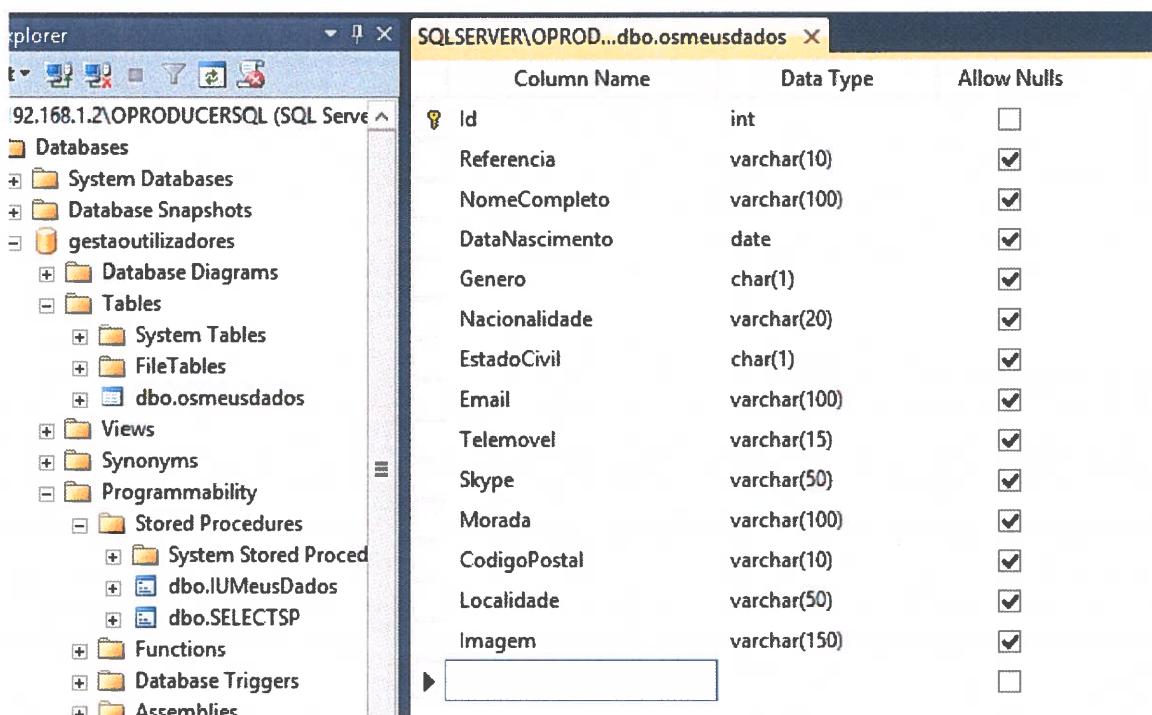 xplorer
92.168.1.2\OPRODUCERSQL (SQL Serve
Databases
System Databases
Database Snapshots
gestaoutilizadores
Database Diagrams
Tables
System Tables
FileTables
dbo.osmeusdados
Views
Synonyms
Programmability
Stored Procedures
System Stored Proced
dbo.IUMeusDados
dbo.SELECTSP
Functions
Database Triggers
Assemblies
SQLSERVER\OPROD...dbo.osmeusdados
Column Name Data Type Allow Nulls
Id int
Referencia varchar(10)
NomeCompleto varchar(100)
DataNascimento date
Genero char(1)
Nacionalidade varchar(20)
EstadoCivil char(1)
Email varchar(100)
Telemovel varchar(15)
Skype varchar(50)
Morada varchar(100)
CodigoPostal varchar(10)
Localidade varchar(50)
Imagem varchar(150)